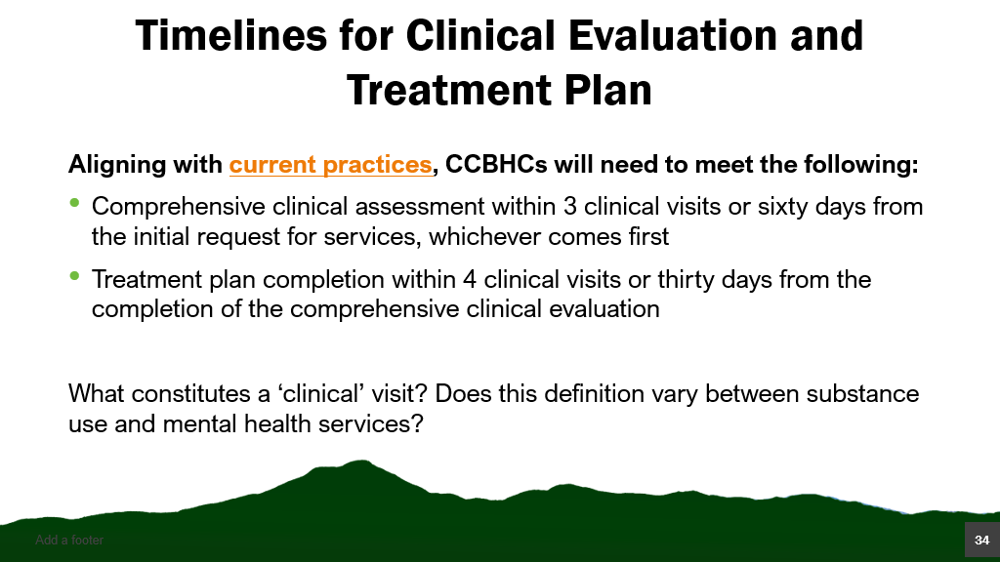 Timelines for Clinical Evaluation and
Treatment Plan
Aligning with current practices, CCBHCs will need to meet the following:
• Comprehensive clinical assessment within 3 clinical visits or sixty days from
the initial request for services, whichever comes first
• Treatment plan completion within 4 clinical visits or thirty days from the
completion of the comprehensive clinical evaluation
What constitutes a ‘clinical’ visit? Does this definition vary between substance
use and mental health services?
Add a footer
34